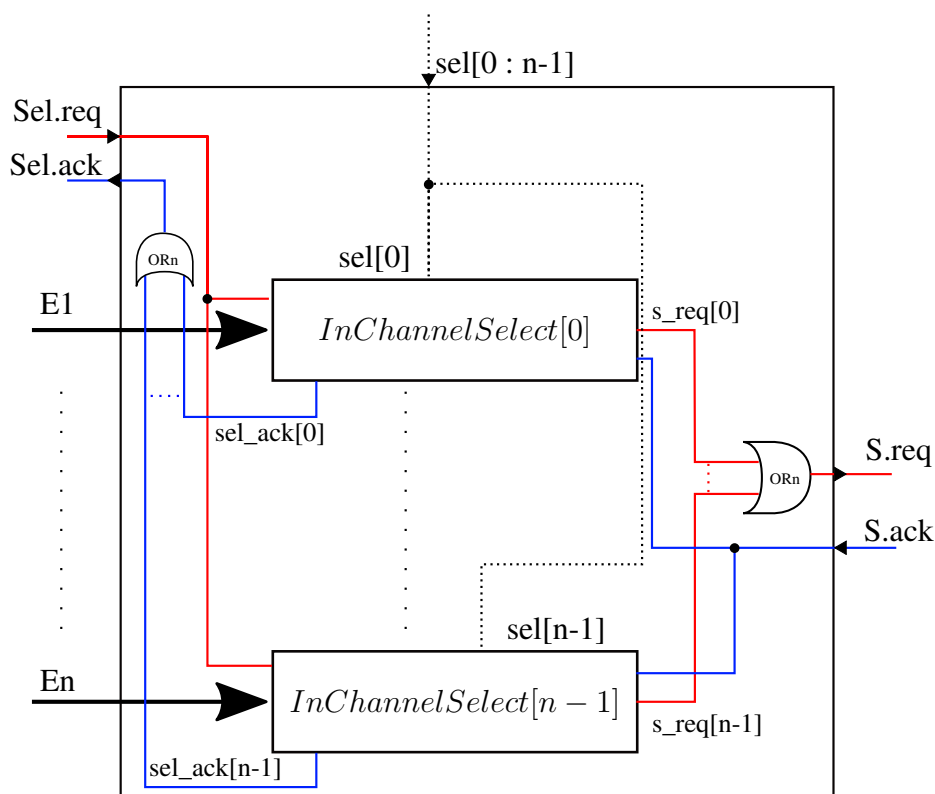 sel[0 : n-1]
Sel.req
Sel.ack
ORn
sel[0]
E1
InChannelSelect[0]
s_req[0]
sel_ack[0]
ORn
S.req
S.ack
sel[n-1]
En
InChannelSelect[n − 1]
s_req[n-1]
sel_ack[n-1]